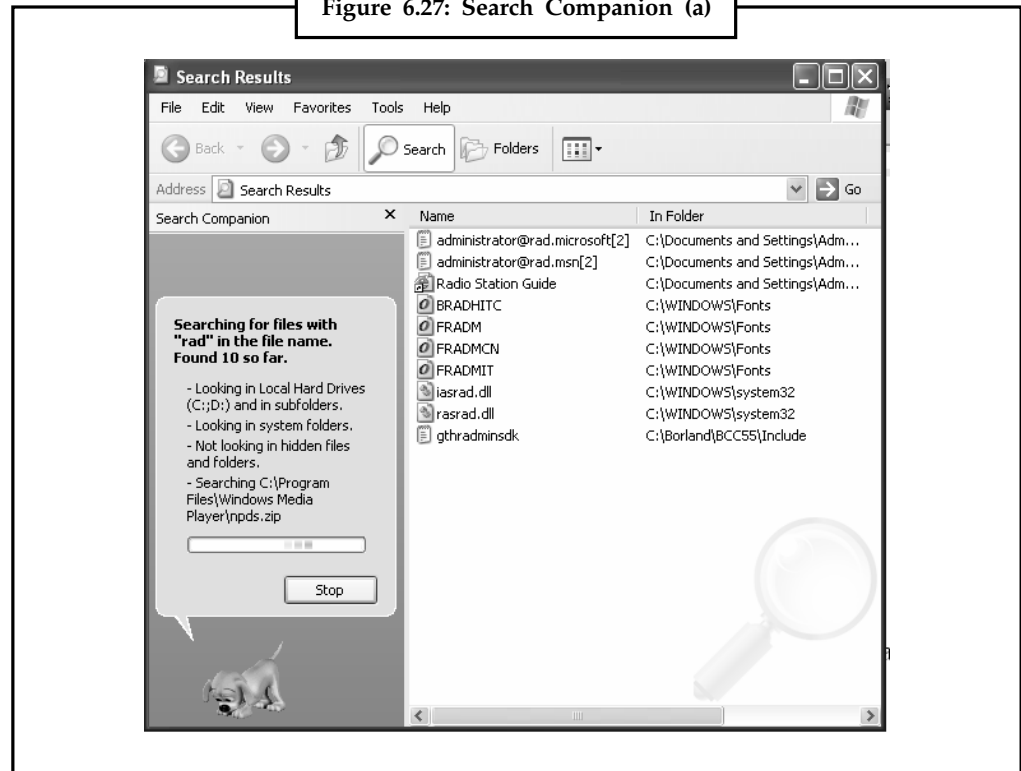 Figure 6.27: Search Companion (a)
Search Results
File Edit View Favorites Tools Help
Back Search Folders
Address Search Results Go
Search Companion
Name In Folder
administrator@rad.microsoft[2] C:\Documents and Settings\Adm...
administrator@rad.msn[2] C:\Documents and Settings\Adm...
Radio Station Guide C:\Documents and Settings\Adm...
BRADHITC C:\WINDOWS\Fonts
FRADM C:\WINDOWS\Fonts
FRADMCN C:\WINDOWS\Fonts
FRADMIT C:\WINDOWS\Fonts
iasrad.dll C:\WINDOWS\system32
rasrad.dll C:\WINDOWS\system32
gthradminsdk C:\Borland\BCC55\Include
Searching for files with
"rad" in the file name.
Found 10 so far.
- Looking in Local Hard Drives
(C:;D:) and in subfolders.
- Looking in system folders.
- Not looking in hidden files
and folders.
- Searching C:\Program
Files\Windows Media
Player\npds.zip
Stop